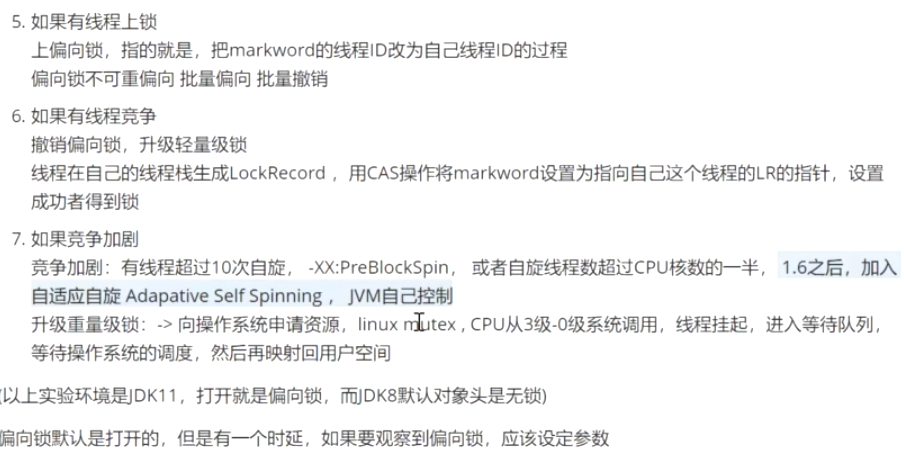 5. 如果有线程上锁
上偏向锁，指的就是，把markword的线程ID改为自己线程ID的过程
偏向锁不可重偏向 批量偏向 批量撤销
6. 如果有线程竞争
撤销偏向锁，升级轻量级锁
线程在自己的线程栈生成LockRecord ，用CAS操作将markword设置为指向自己这个线程的LR的指针，设置
成功者得到锁
7. 如果竞争加剧
竞争加剧：有线程超过10次自旋， -XX:PreBlockSpin， 或者自旋线程数超过CPU核数的一半， 1.6之后，加入
自适应自旋 Adapative Self Spinning ， JVM自己控制
升级重量级锁：-> 向操作系统申请资源，linux mutex , CPU从3级-0级系统调用，线程挂起，进入等待队列，
等待操作系统的调度，然后再映射回用户空间
(以上实验环境是JDK11，打开就是偏向锁，而JDK8默认对象头是无锁)
偏向锁默认是打开的，但是有一个时延，如果要观察到偏向锁，应该设定参数